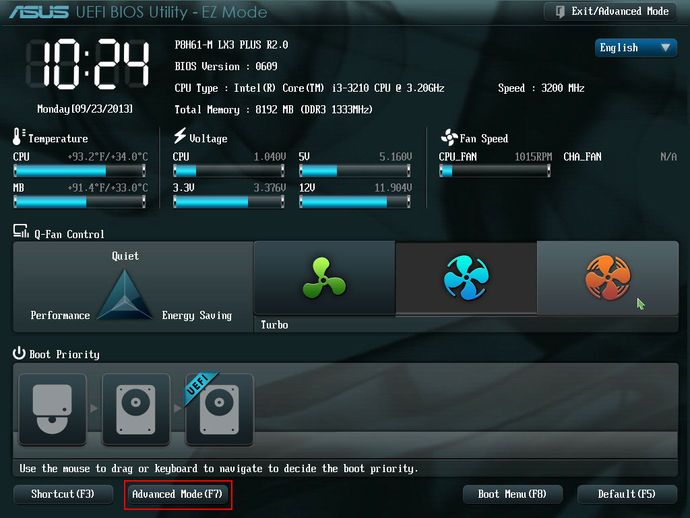 ASUS UEFI BIOS Utility - EZ Mode
Exit/Advanced Mode
10:24
Monday[09/23/2013]
P8H61-M LX3 PLUS R2.0
BIOS Version : 0609
CPU Type : Intel(R) Core(TM) i3-3210 CPU @ 3.20GHz
Speed : 3200 MHz
Total Memory : 8192 MB (DDR3 1333MHz)
English
Temperature
CPU +93.2°F/+34.0°C
MB +91.4°F/+33.0°C
Voltage
CPU 1.040V 5V 5.160V
3.3V 3.376V 12V 11.904V
Fan Speed
CPU_FAN 1015RPM CHA_FAN N/A
Q-Fan Control
Quiet
Performance Energy Saving
Turbo
Boot Priority
UEFI
Use the mouse to drag or keyboard to navigate to decide the boot priority.
Shortcut(F3) Advanced Mode(F7) Boot Menu(F8) Default(F5)